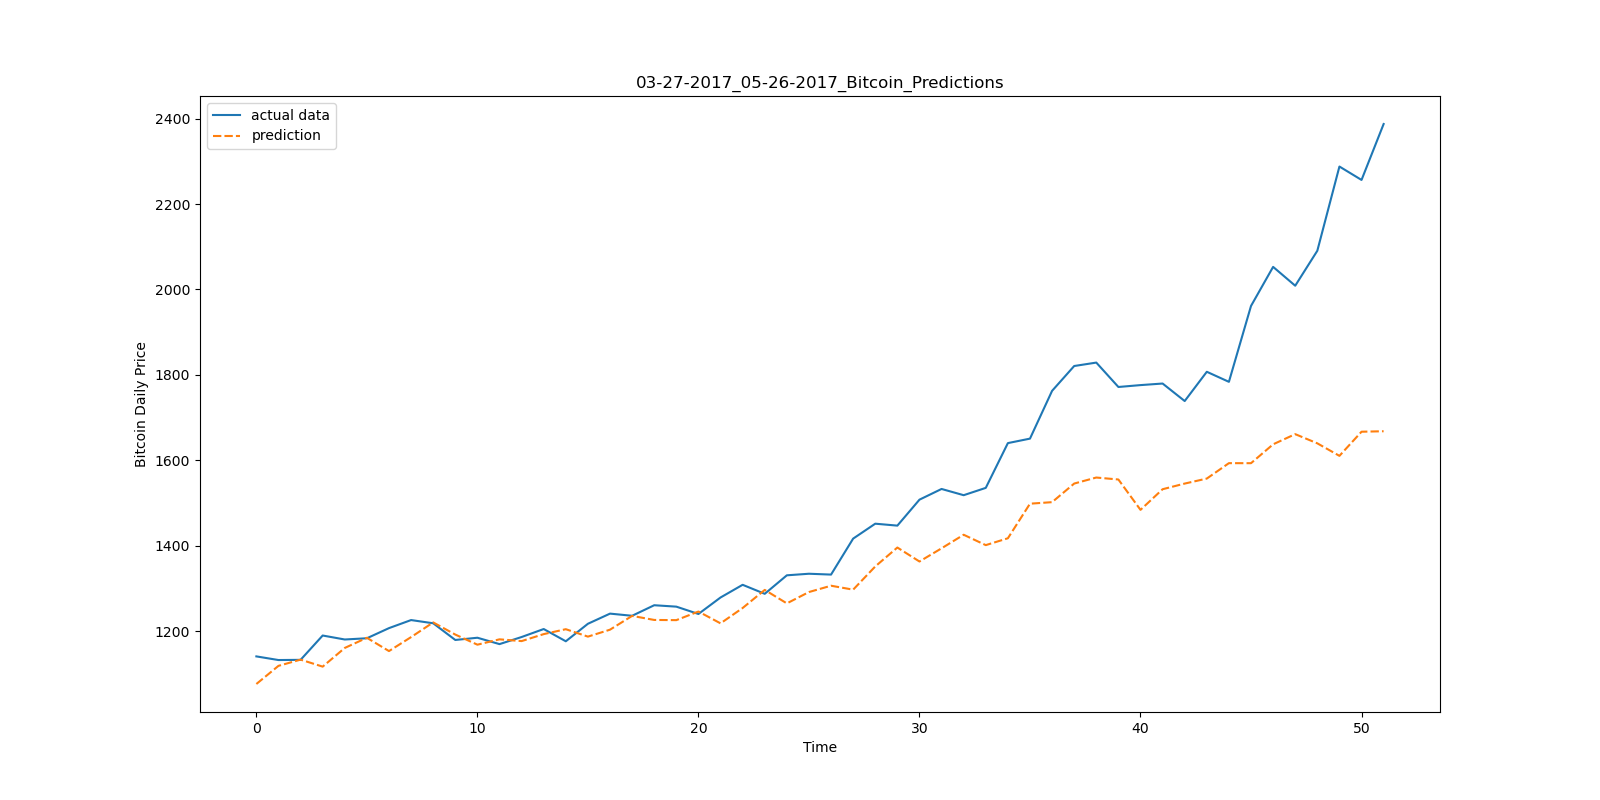 03-27-2017_05-26-2017_Bitcoin_Predictions
actual data
prediction
2400
2200
2000
1800
1600
1400
1200
Bitcoin Daily Price
0 10 20 30 40 50
Time